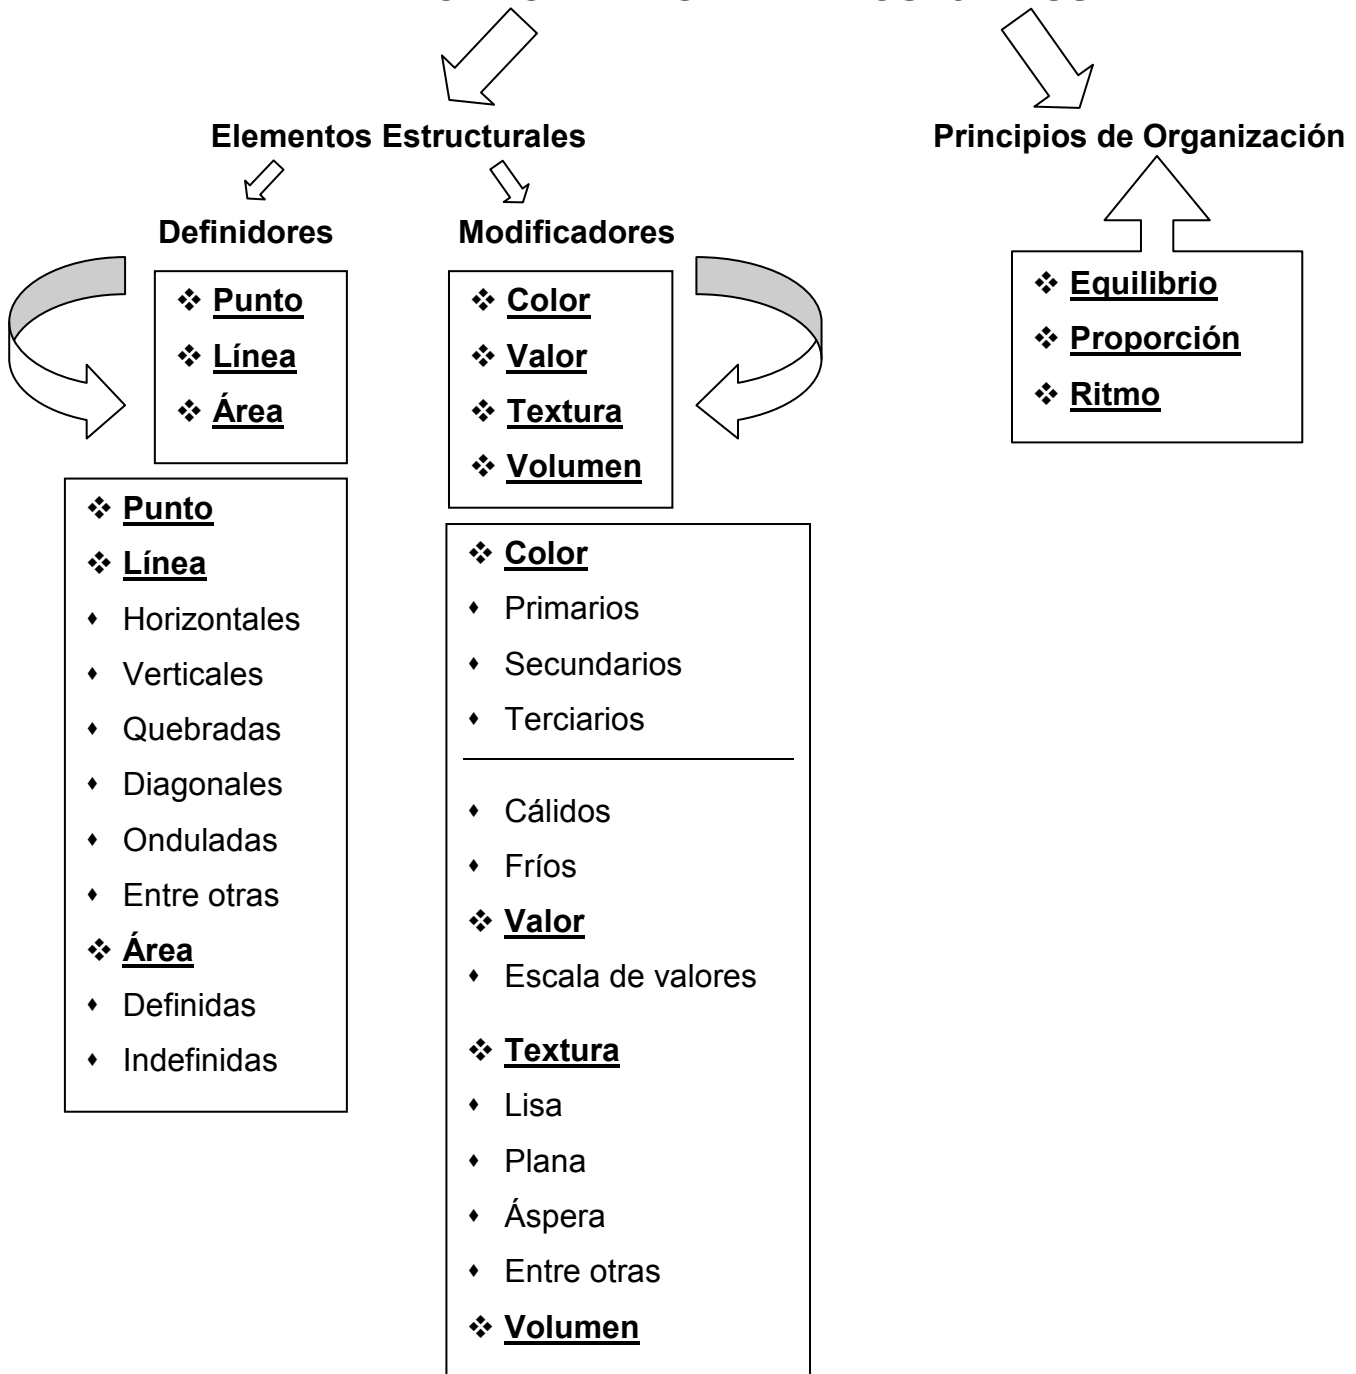 Elementos Estructurales
Principios de Organización
Definidores
Modificadores
❖ Punto
❖ Línea
❖ Área
❖ Color
❖ Valor
❖ Textura
❖ Volumen
❖ Equilibrio
❖ Proporción
❖ Ritmo
❖ Punto
❖ Línea
⬧ Horizontales
⬧ Verticales
⬧ Quebradas
⬧ Diagonales
⬧ Onduladas
⬧ Entre otras
❖ Área
⬧ Definidas
⬧ Indefinidas
❖ Color
⬧ Primarios
⬧ Secundarios
⬧ Terciarios
⬧ Cálidos
⬧ Fríos
❖ Valor
⬧ Escala de valores
❖ Textura
⬧ Lisa
⬧ Plana
⬧ Áspera
⬧ Entre otras
❖ Volumen